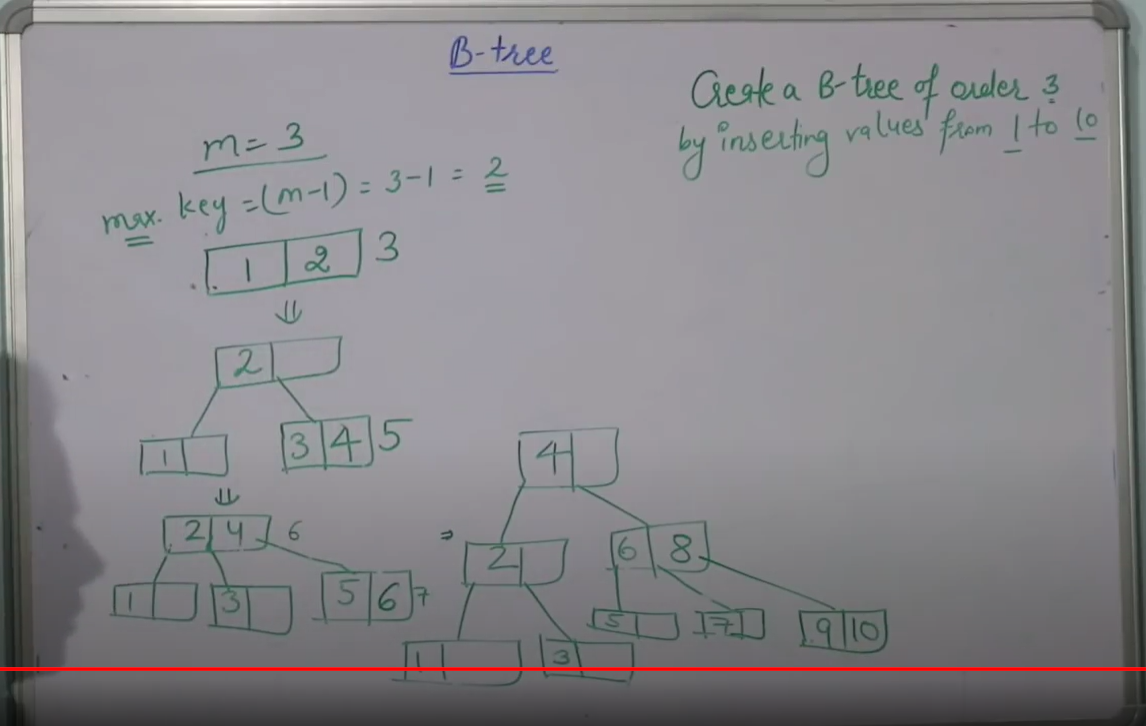 B-tree
Create a B-tree of order 3
by inserting values from 1 to 10
m = 3
max. key = (m-1) = 3-1 = 2
1 2 3
⇓
2
1 3 4 5
⇓
2 4 6
1 3 5 6 7
⇒
4
2 6 8
5 7 9 10
1 3